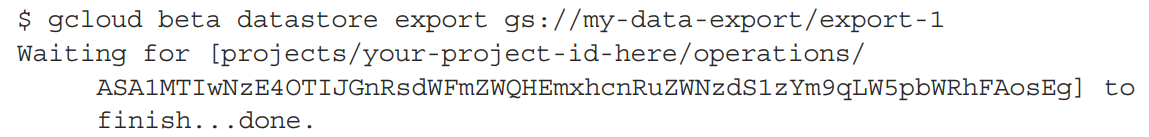 $ gcloud beta datastore export gs://my-data-export/export-1
Waiting for [projects/your-project-id-here/operations/
ASA1MTIwNzE4OTIJGnRsdWFmZWQHEmxhcnRuZWNzdS1zYm9qLW5pbWRhFAosEg] to
finish...done.